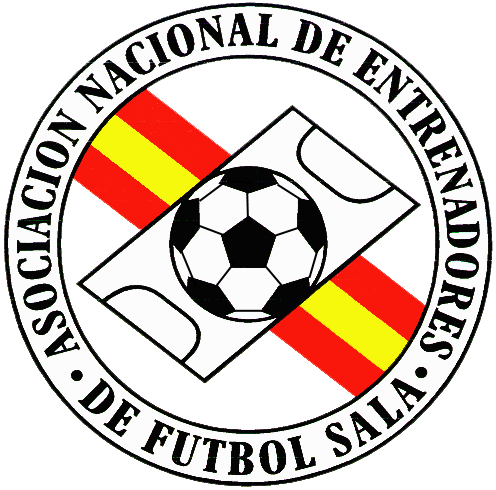 ASOCIACION NACIONAL DE ENTRENADORES
DE FUTBOL SALA